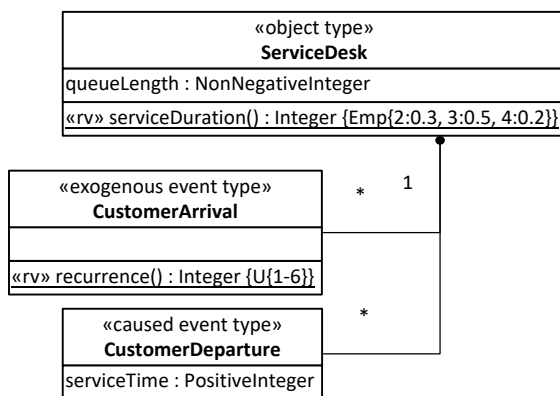 «object type»
ServiceDesk
queueLength : NonNegativeInteger
«rv» serviceDuration() : Integer {Emp{2:0.3, 3:0.5, 4:0.2}}
«exogenous event type»
CustomerArrival
* 1
«rv» recurrence() : Integer {U{1-6}}
«caused event type»
CustomerDeparture
*
serviceTime : PositiveInteger